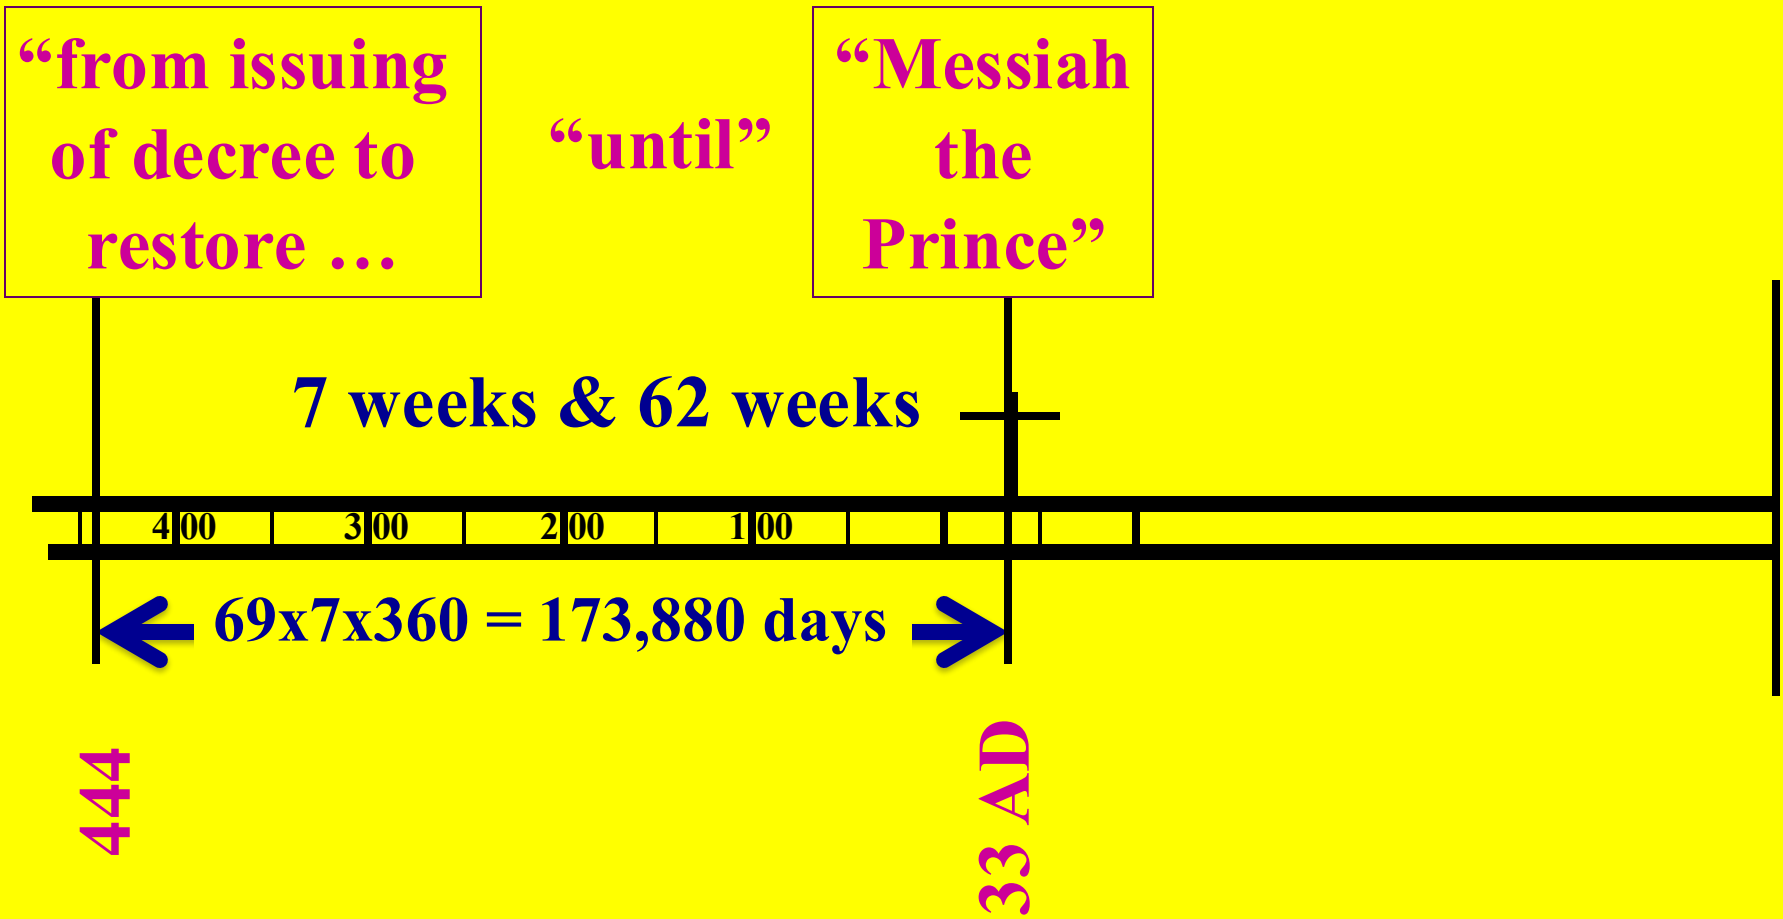 “from issuing
of decree to
restore …
“until”
“Messiah
the
Prince”
7 weeks & 62 weeks
400 300 200 100
69x7x360 = 173,880 days
444
33 AD